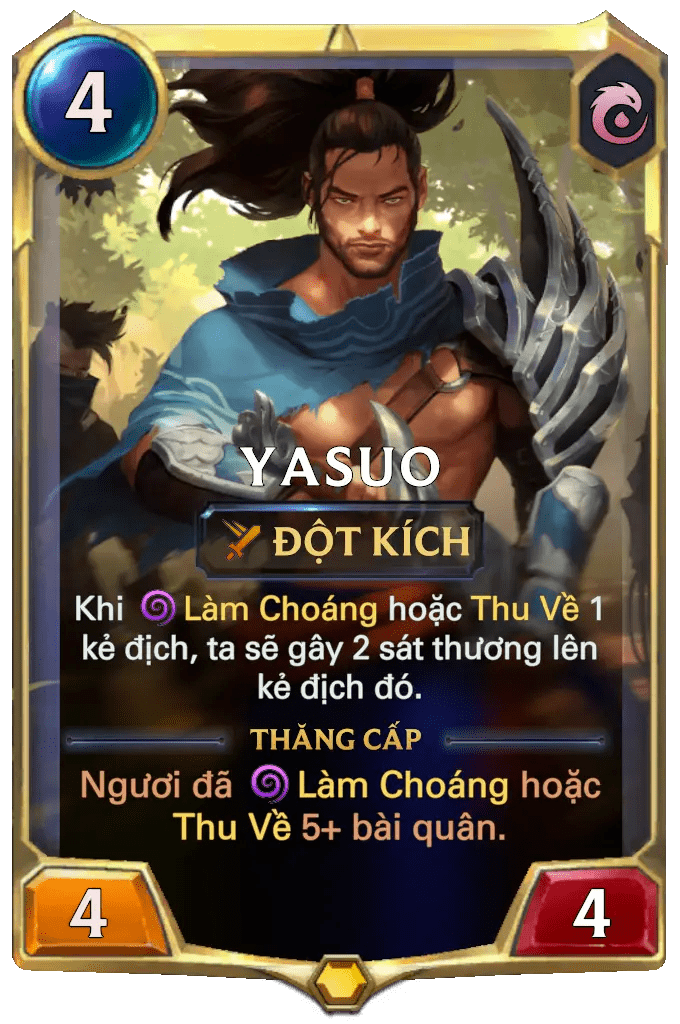 4
YASUO
ĐỘT KÍCH
Khi Làm Choáng hoặc Thu Về 1
kẻ địch, ta sẽ gây 2 sát thương lên
kẻ địch đó.
THĂNG CẤP
Ngươi đã Làm Choáng hoặc
Thu Về 5+ bài quân.
4
4